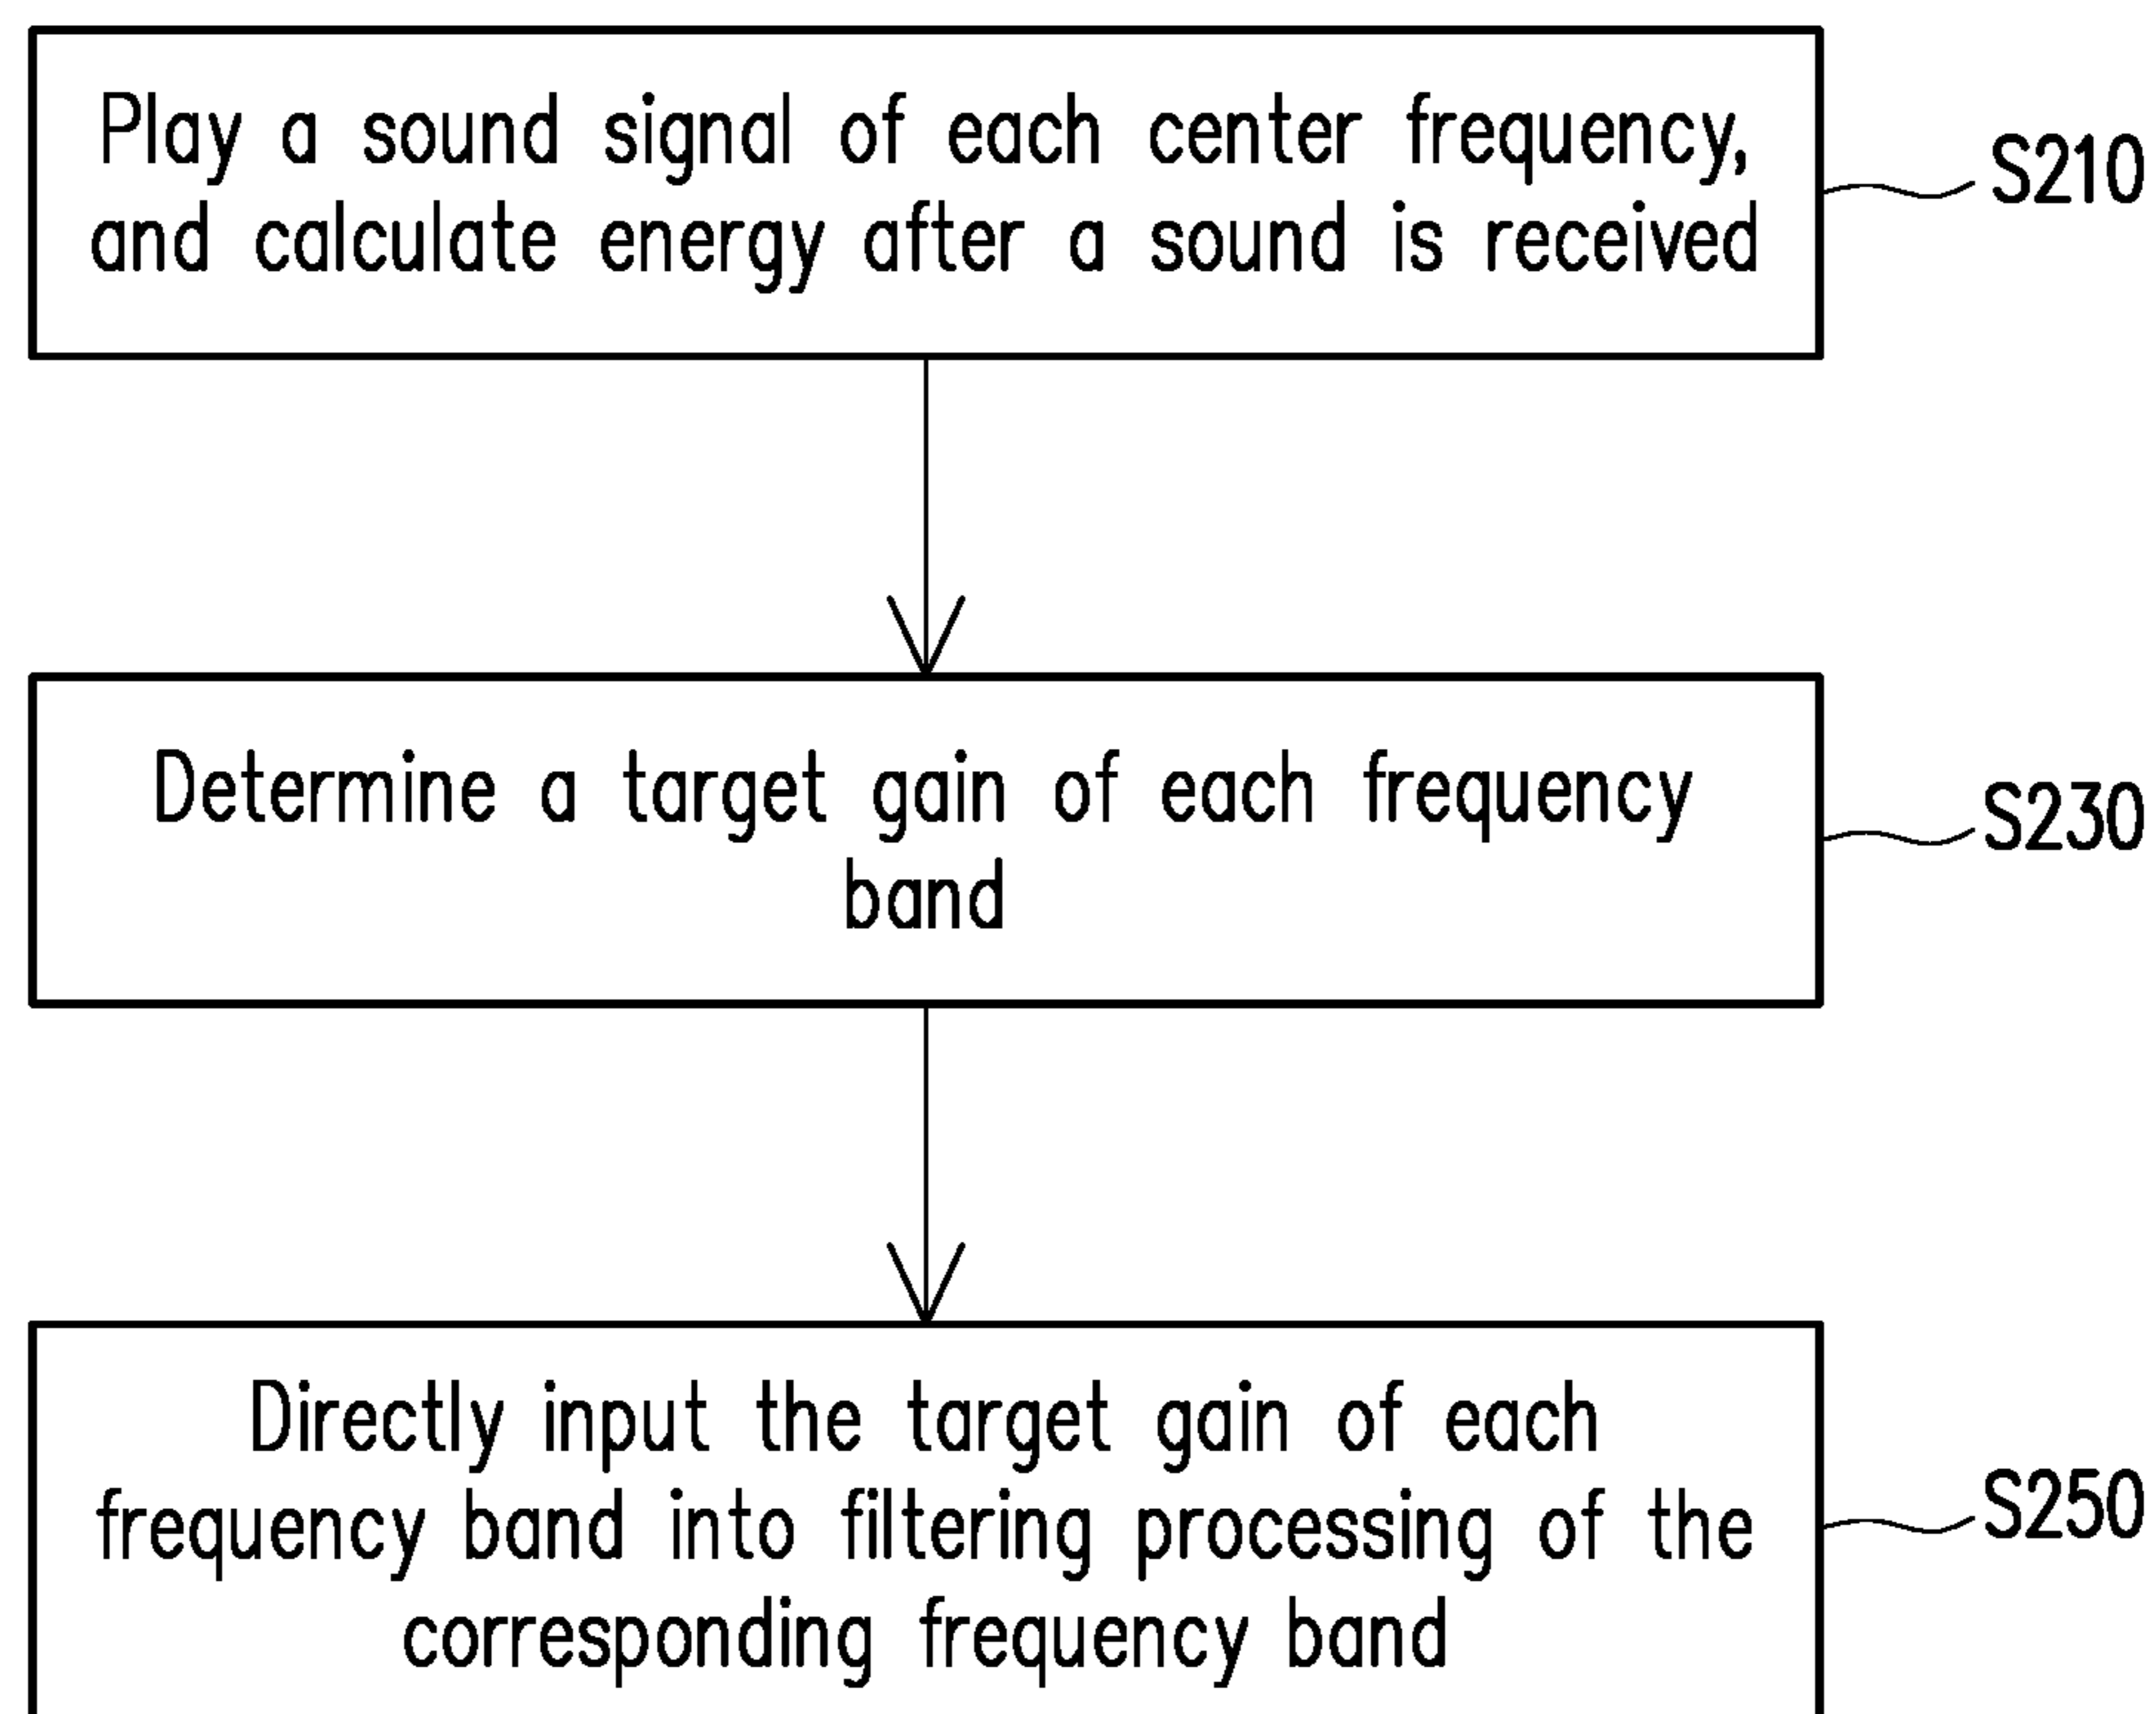 Play a sound signal of each center frequency,
and calculate energy after a sound is received
S210
Determine a target gain of each frequency
band
S230
Directly input the target gain of each
frequency band into filtering processing of the
corresponding frequency band
S250